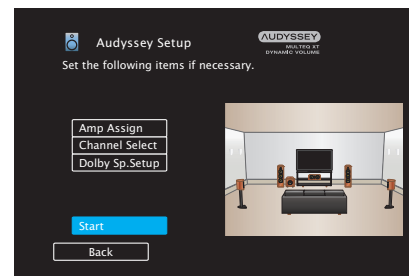 Audyssey Setup
AUDYSSEY
MULTEQ XT
DYNAMIC VOLUME
Set the following items if necessary.
Amp Assign
Channel Select
Dolby Sp.Setup
Start
Back